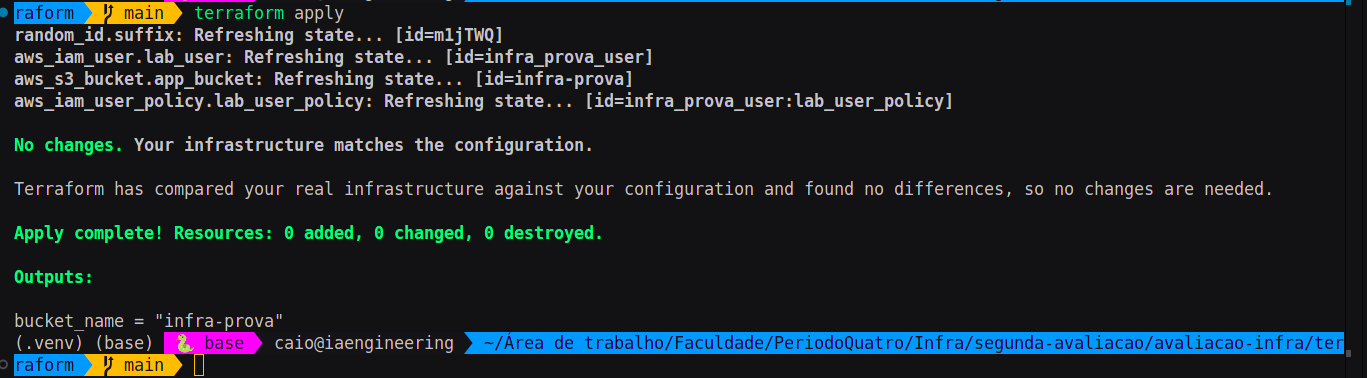 raform main terraform apply
random_id.suffix: Refreshing state... [id=m1jTWQ]
aws_iam_user.lab_user: Refreshing state... [id=infra_prova_user]
aws_s3_bucket.app_bucket: Refreshing state... [id=infra-prova]
aws_iam_user_policy.lab_user_policy: Refreshing state... [id=infra_prova_user:lab_user_policy]
No changes. Your infrastructure matches the configuration.
Terraform has compared your real infrastructure against your configuration and found no differences, so no changes are needed.
Apply complete! Resources: 0 added, 0 changed, 0 destroyed.
Outputs:
bucket_name = "infra-prova"
(.venv) (base) 🐍 base caio@iaengineering ~/Área de trabalho/Faculdade/PeriodoQuatro/Infra/segunda-avaliacao/avaliacao-infra/ter
raform main